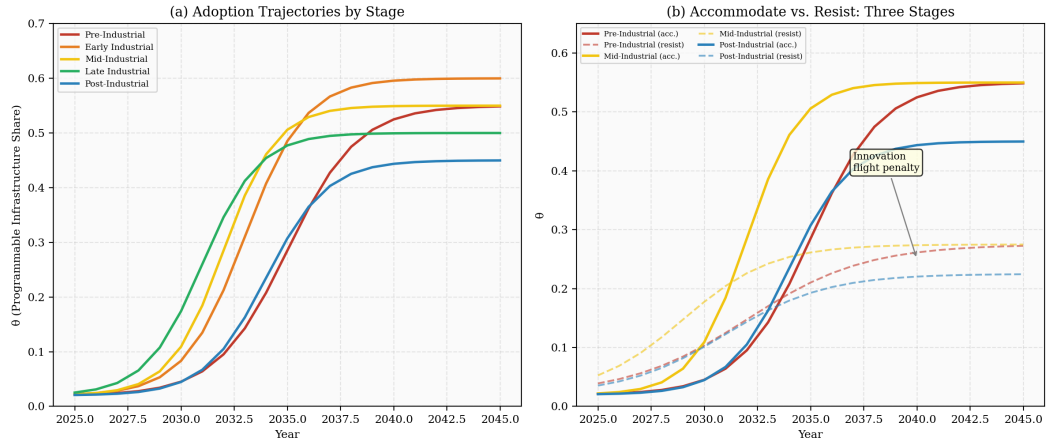 (a) Adoption Trajectories by Stage
θ (Programmable Infrastructure Share)
0.7
0.6
0.5
0.4
0.3
0.2
0.1
0.0
Pre-Industrial
Early Industrial
Mid-Industrial
Late Industrial
Post-Industrial
2025.0 2027.5 2030.0 2032.5 2035.0 2037.5 2040.0 2042.5 2045.0
Year
(b) Accommodate vs. Resist: Three Stages
θ
0.6
0.5
0.4
0.3
0.2
0.1
0.0
Pre-Industrial (acc.)
Pre-Industrial (resist)
Mid-Industrial (acc.)
Mid-Industrial (resist)
Post-Industrial (acc.)
Post-Industrial (resist)
Innovation
flight penalty
2025.0 2027.5 2030.0 2032.5 2035.0 2037.5 2040.0 2042.5 2045.0
Year